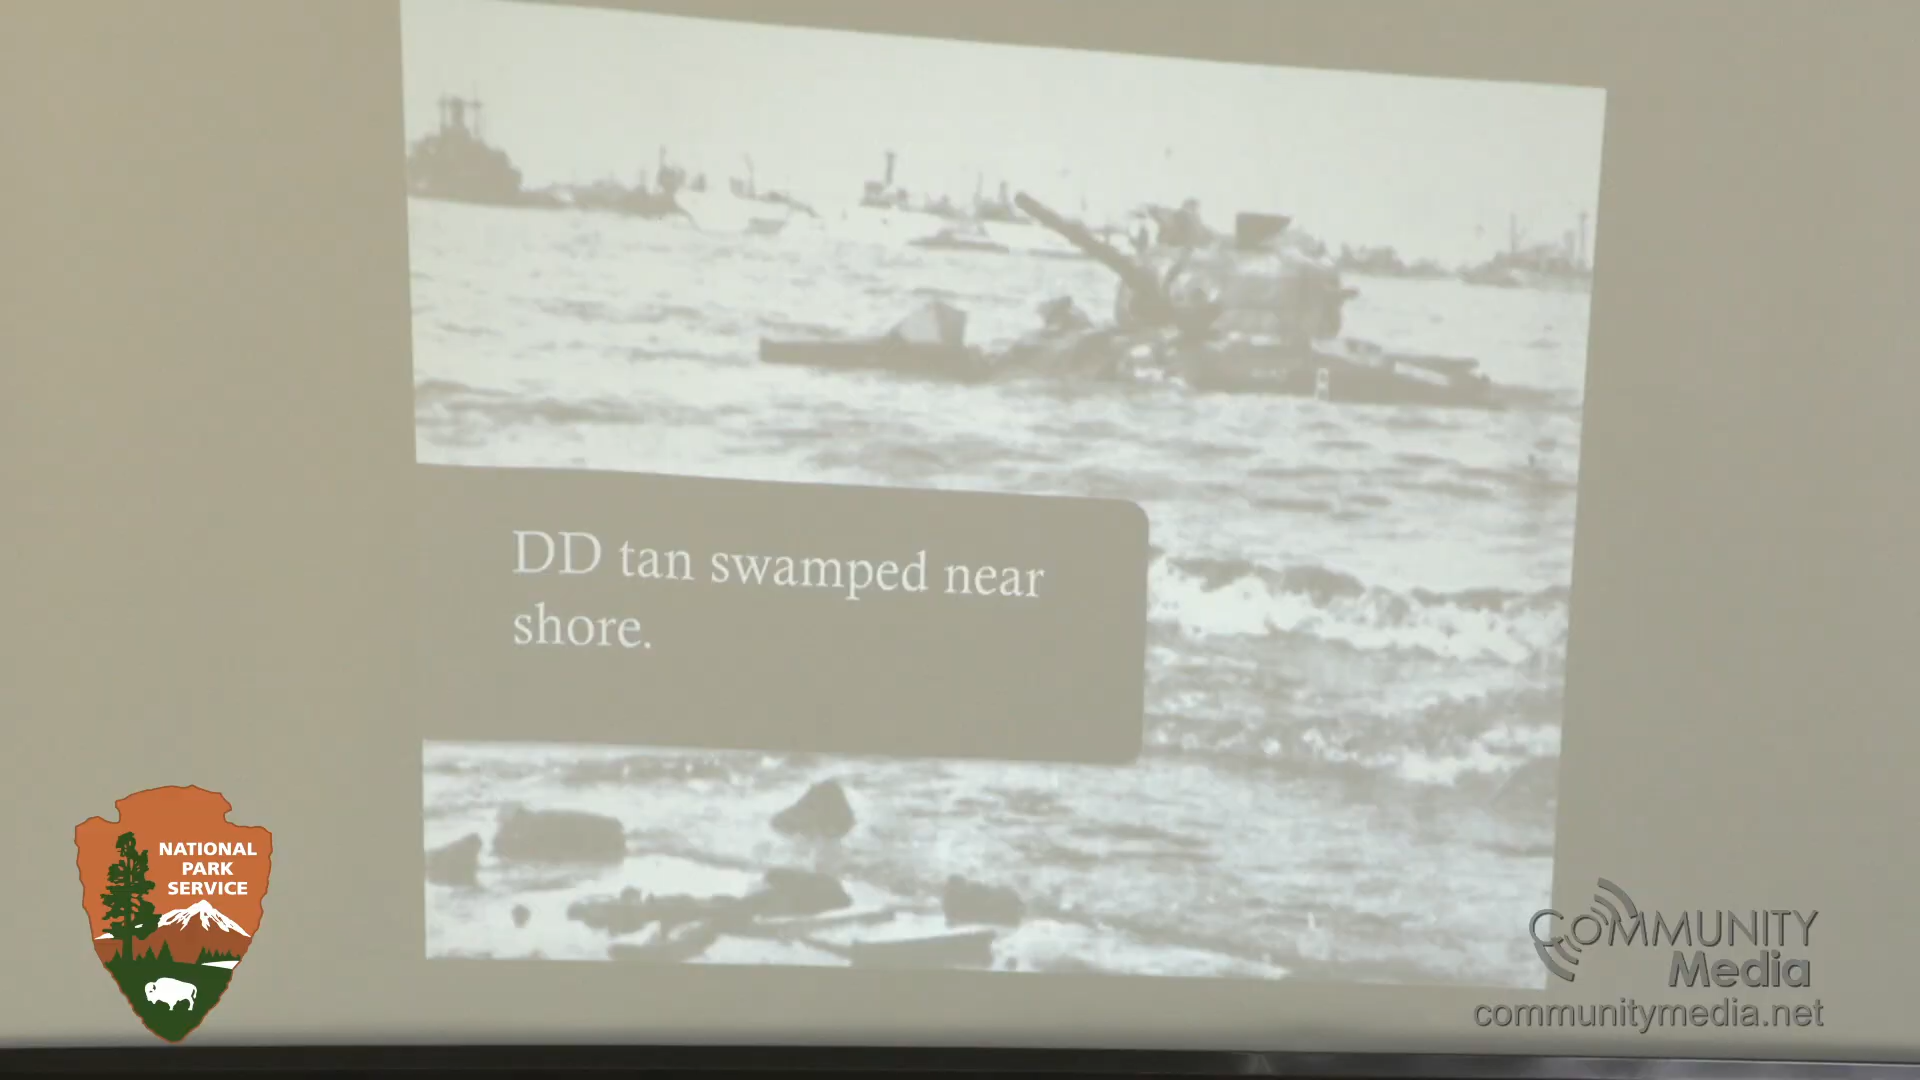 DD tan swamped near
shore.
NATIONAL
PARK
SERVICE
COMMUNITY
Media
communitymedia.net